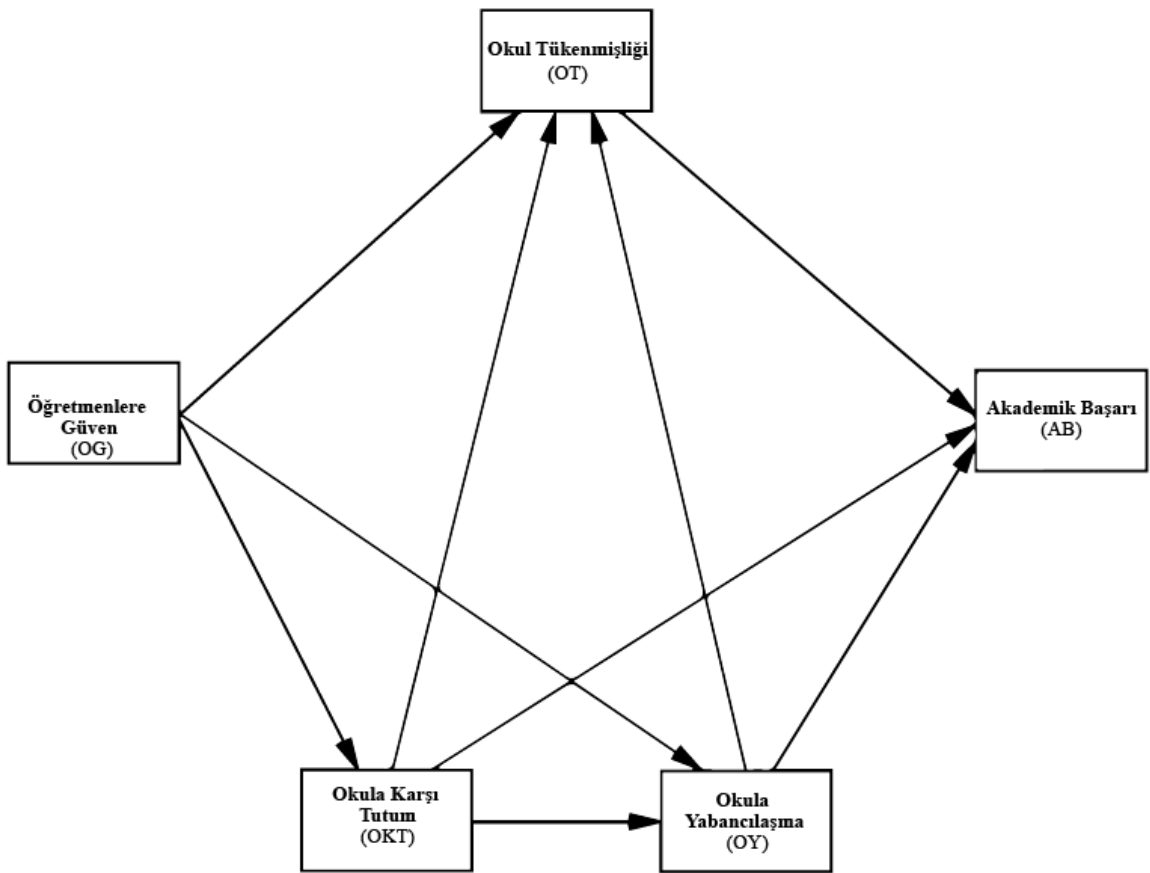 Okul Tükenmişliği
(OT)
Öğretmenlere
Güven
(OG)
Akademik Başarı
(AB)
Okula Karşı
Tutum
(OKT)
Okula
Yabancılaşma
(OY)